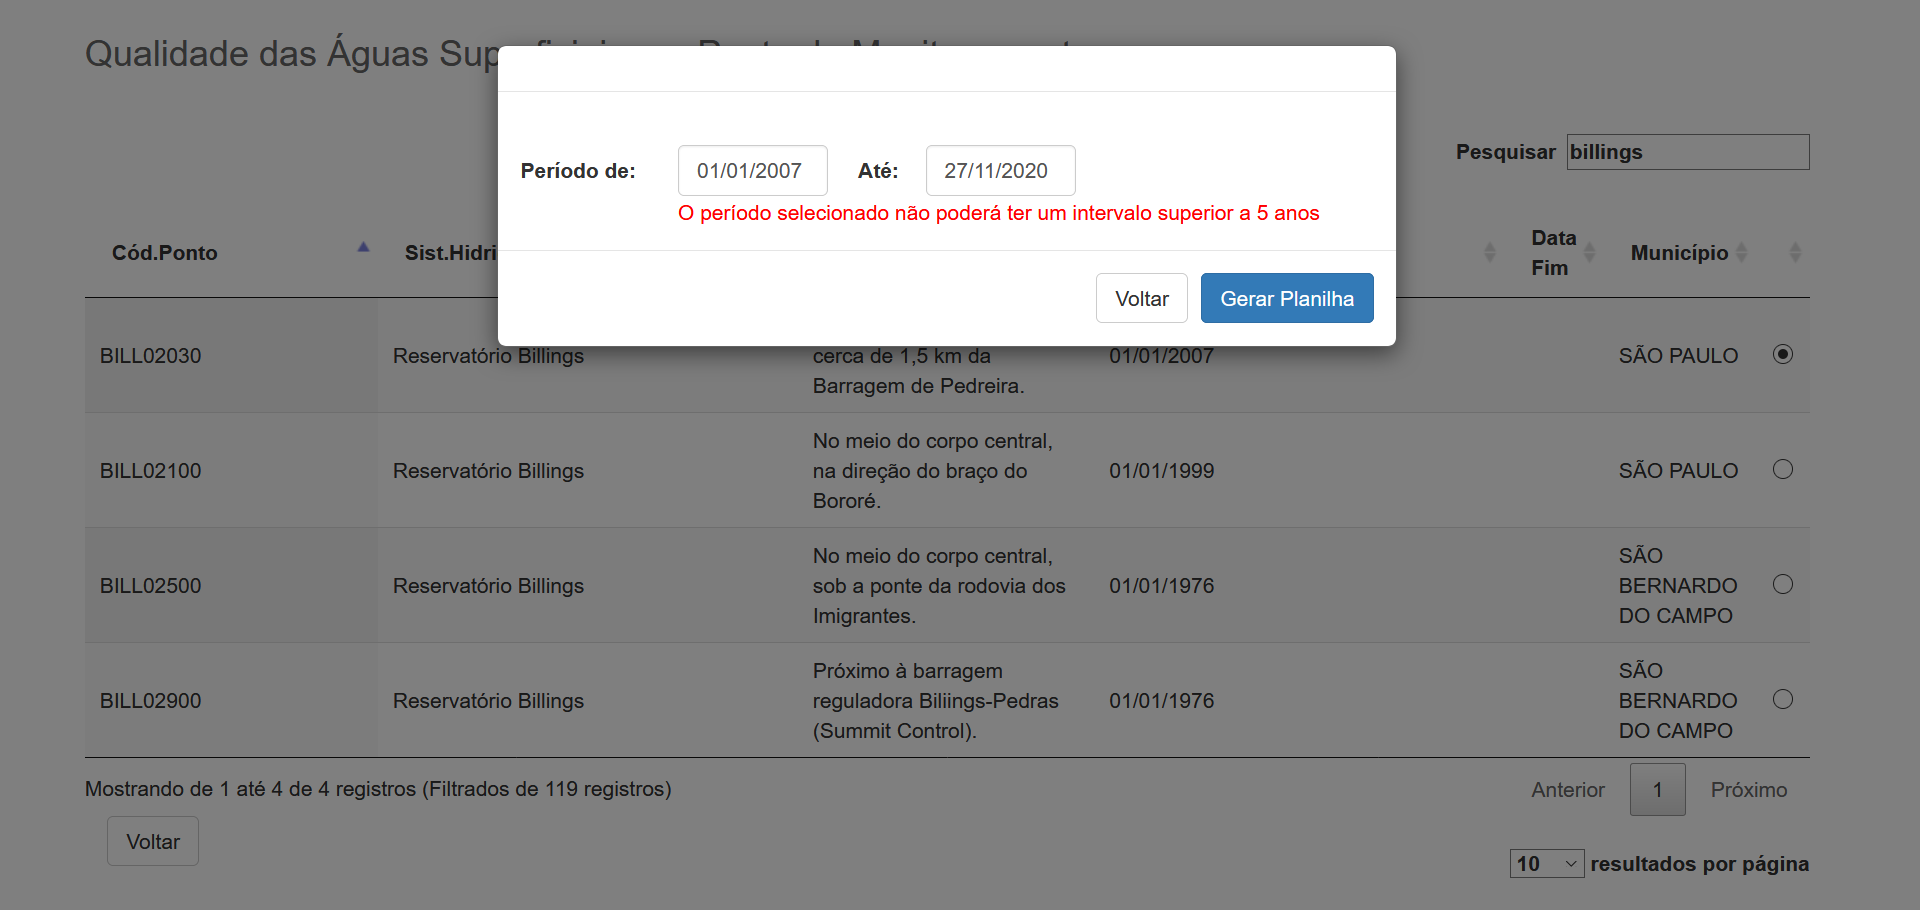 Qualidade das Águas
Período de: 01/01/2007 Até: 27/11/2020
O período selecionado não poderá ter um intervalo superior a 5 anos
Voltar Gerar Planilha
Pesquisar billings
Cód.Ponto
Data
Fim
Município
BILL02030 Reservatório Billings
cerca de 1,5 km da
Barragem de Pedreira.
01/01/2007 SÃO PAULO
BILL02100 Reservatório Billings
No meio do corpo central,
na direção do braço do
Bororé.
01/01/1999 SÃO PAULO
BILL02500 Reservatório Billings
No meio do corpo central,
sob a ponte da rodovia dos
Imigrantes.
01/01/1976
SÃO
BERNARDO
DO CAMPO
BILL02900 Reservatório Billings
Próximo à barragem
reguladora Biliings-Pedras
(Summit Control).
01/01/1976
SÃO
BERNARDO
DO CAMPO
Mostrando de 1 até 4 de 4 registros (Filtrados de 119 registros)
Anterior 1 Próximo
Voltar
10 resultados por página